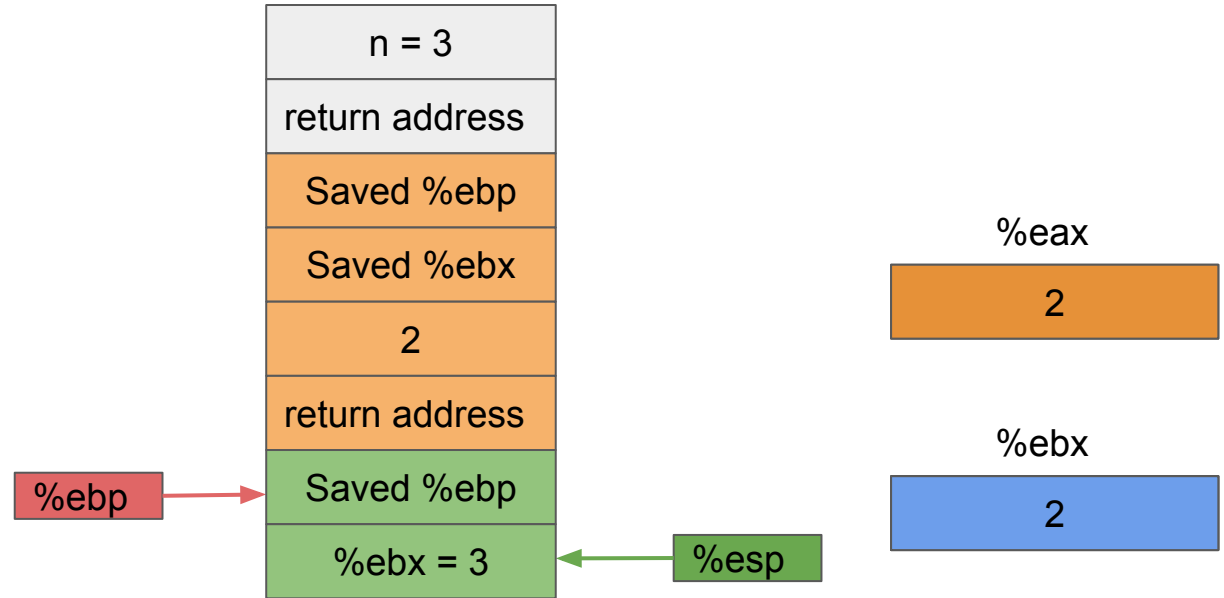 n = 3
return address
Saved %ebp
Saved %ebx
2
return address
Saved %ebp
%ebx = 3
%ebp
%esp
%eax
2
%ebx
2